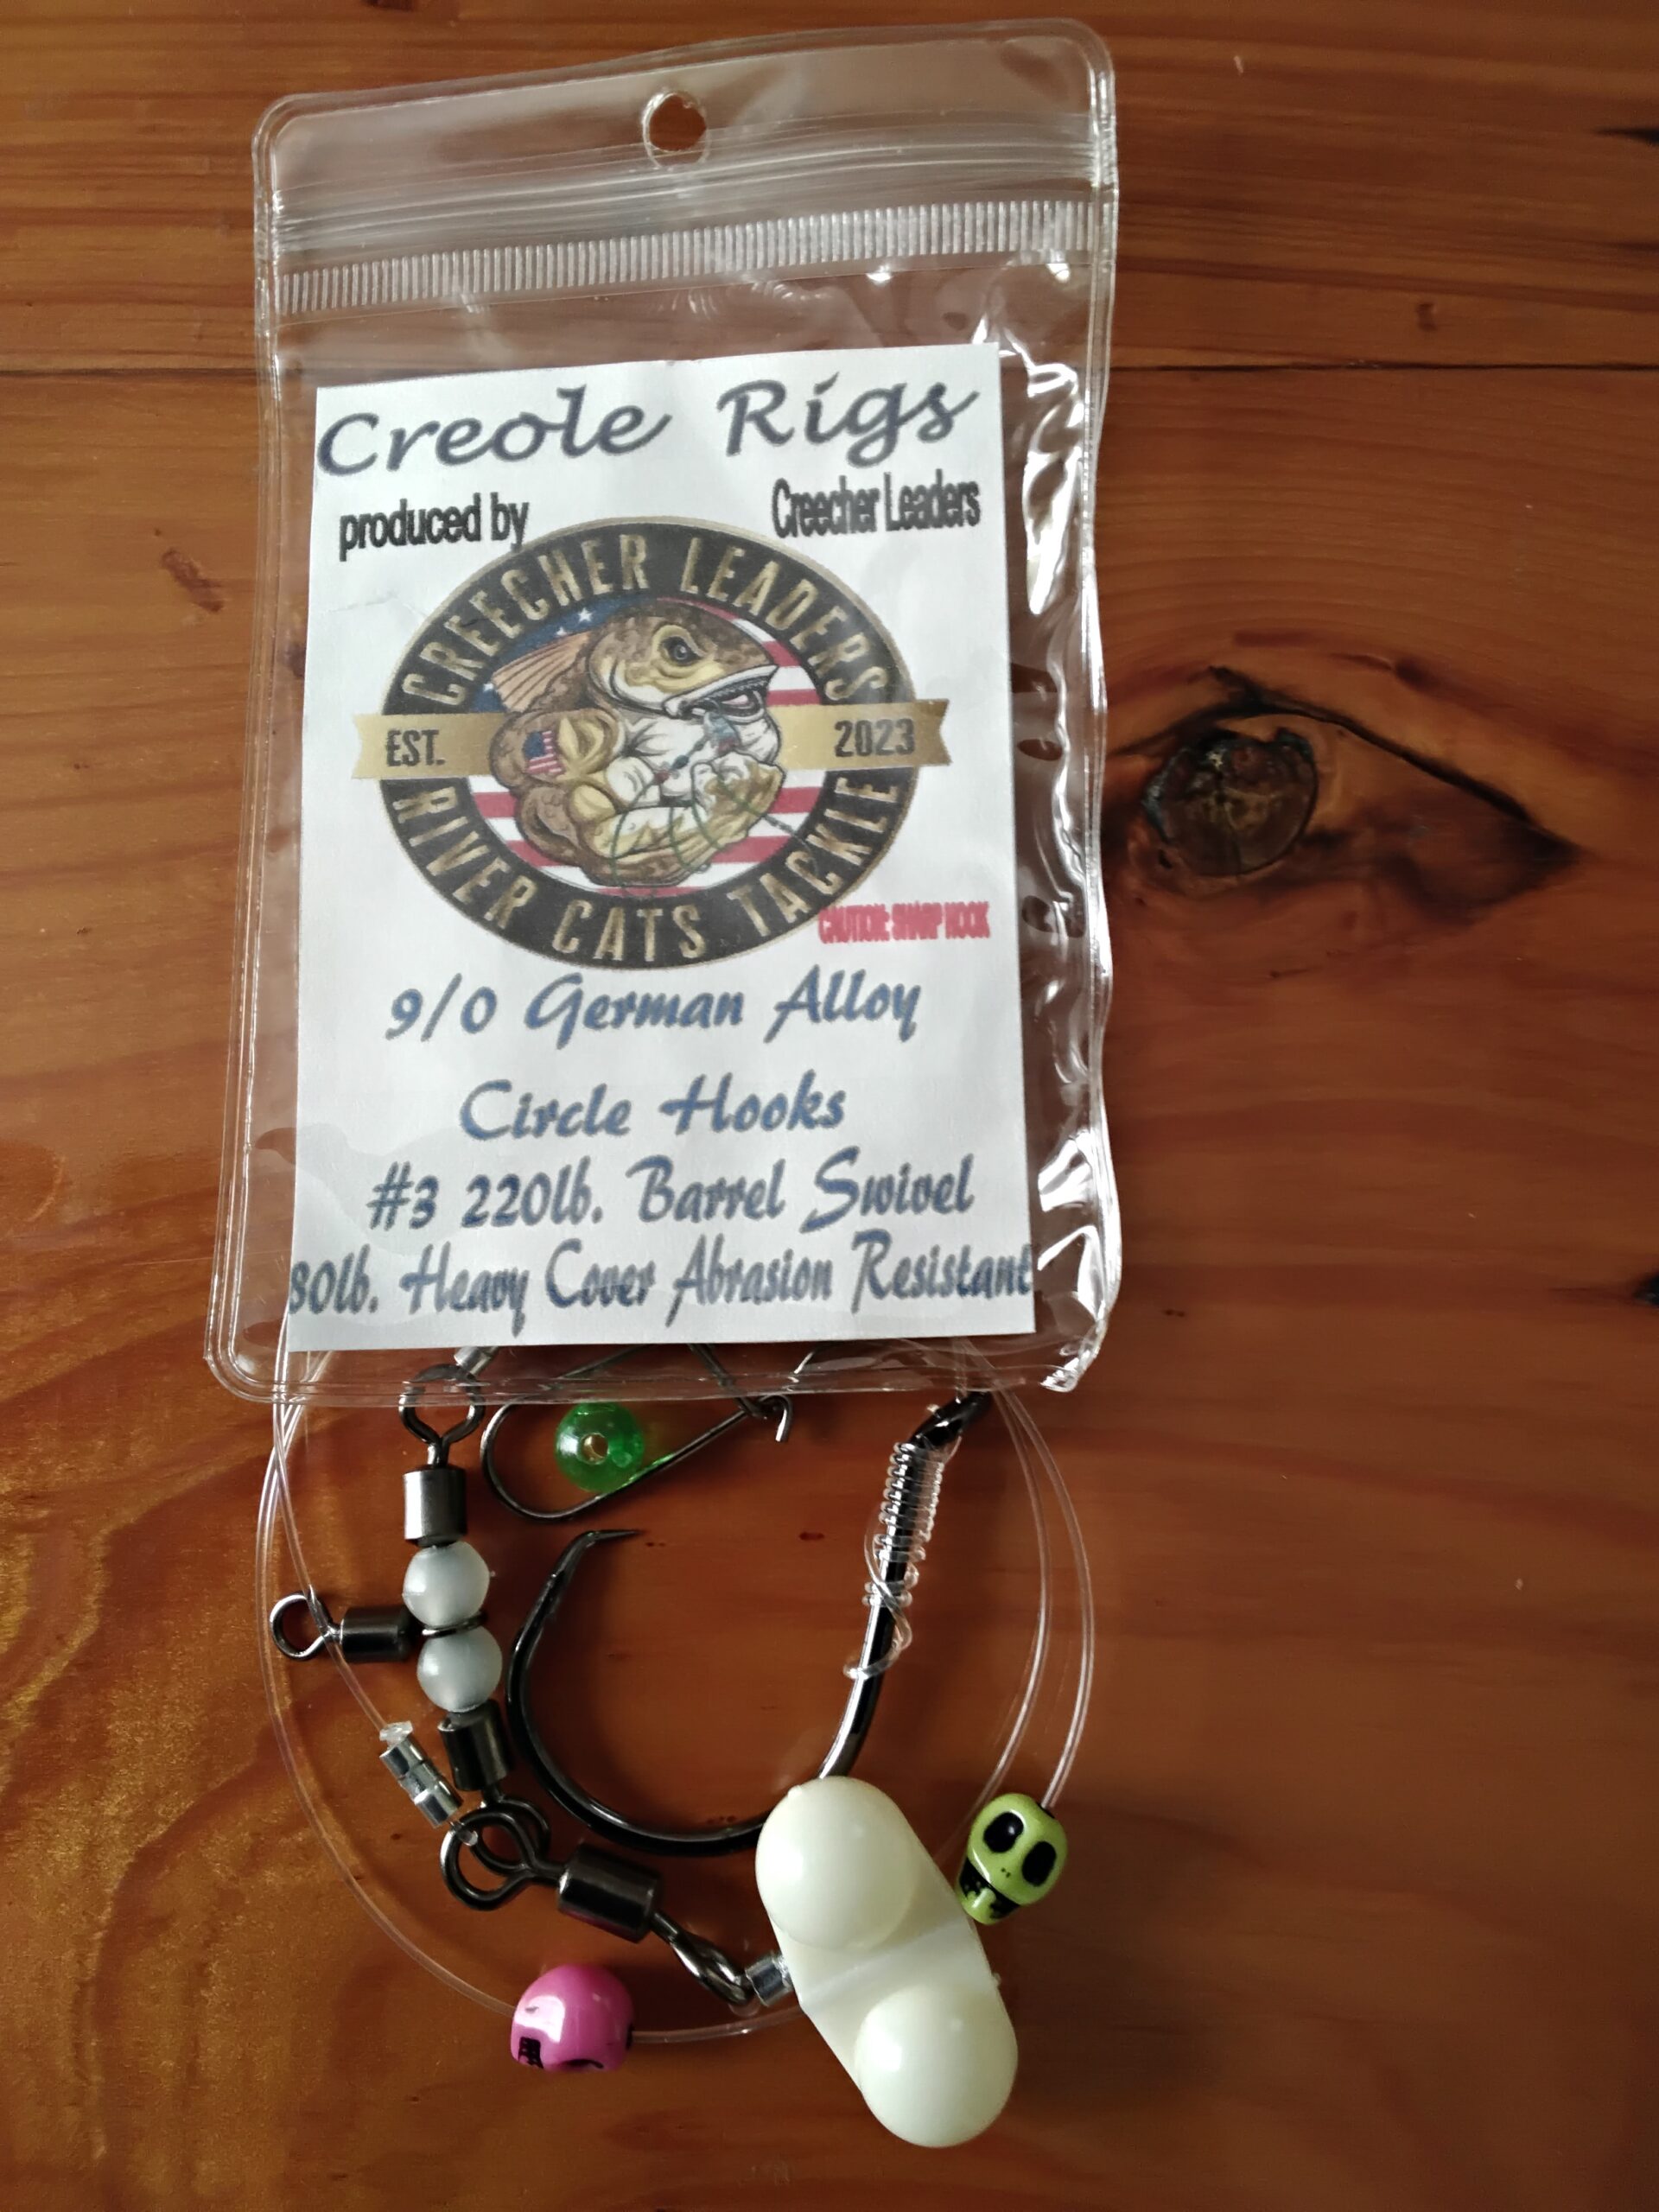 Creole Rigs
produced by Creecher Leaders
CREECHER LEADERS
EST. 2023
RIVER CATS TACKLE
CAUTION: SHARP HOOK
9/0 German Alloy
Circle Hooks
#3 220lb. Barrel Swivel
80lb. Heavy Cover Abrasion Resistant